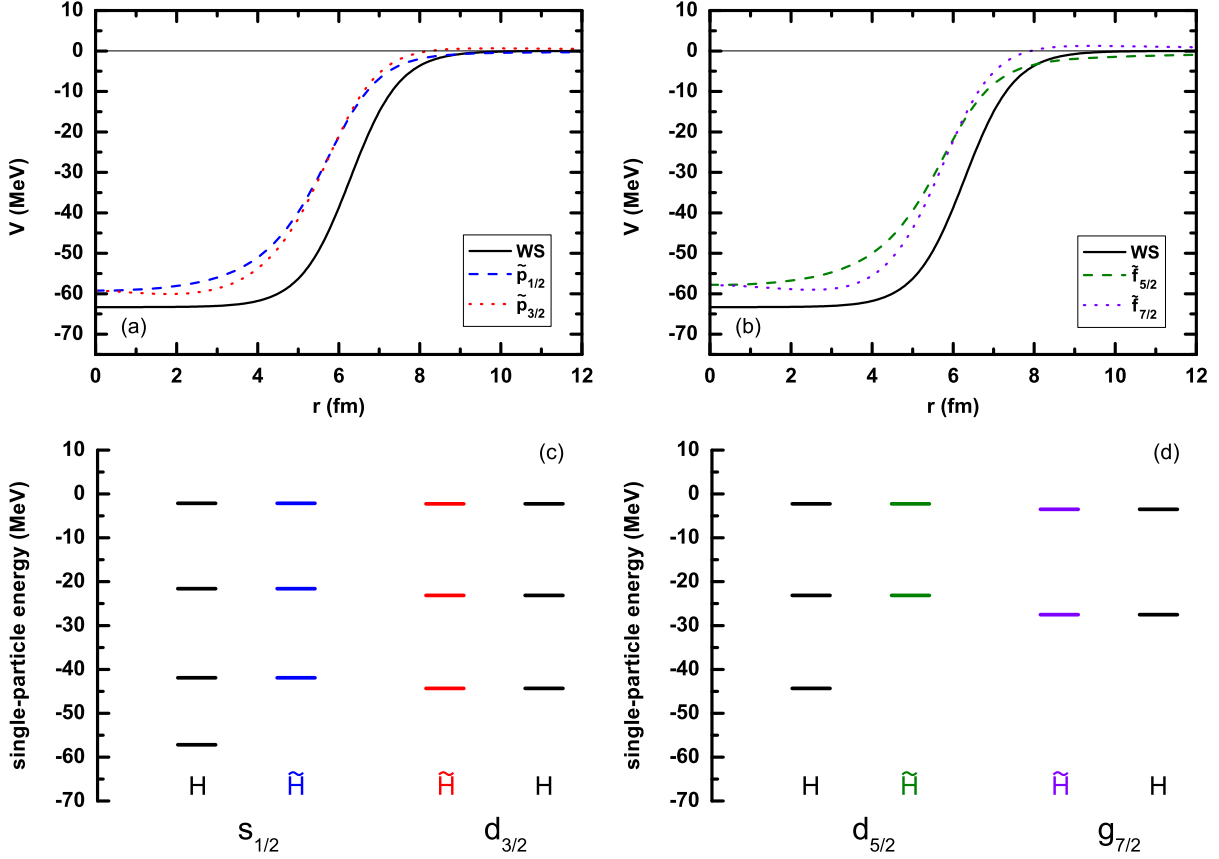 10
0
-10
-20
-30
-40
-50
-60
-70
V (MeV)
WS
p̃1/2
p̃3/2
(a)
0 2 4 6 8 10 12
r (fm)
10
0
-10
-20
-30
-40
-50
-60
-70
V (MeV)
WS
f̃5/2
f̃7/2
(b)
0 2 4 6 8 10 12
r (fm)
10
0
-10
-20
-30
-40
-50
-60
-70
single-particle energy (MeV)
(c)
H H̃ H̃ H
s1/2 d3/2
10
0
-10
-20
-30
-40
-50
-60
-70
single-particle energy (MeV)
(d)
H H̃ H̃ H
d5/2 g7/2